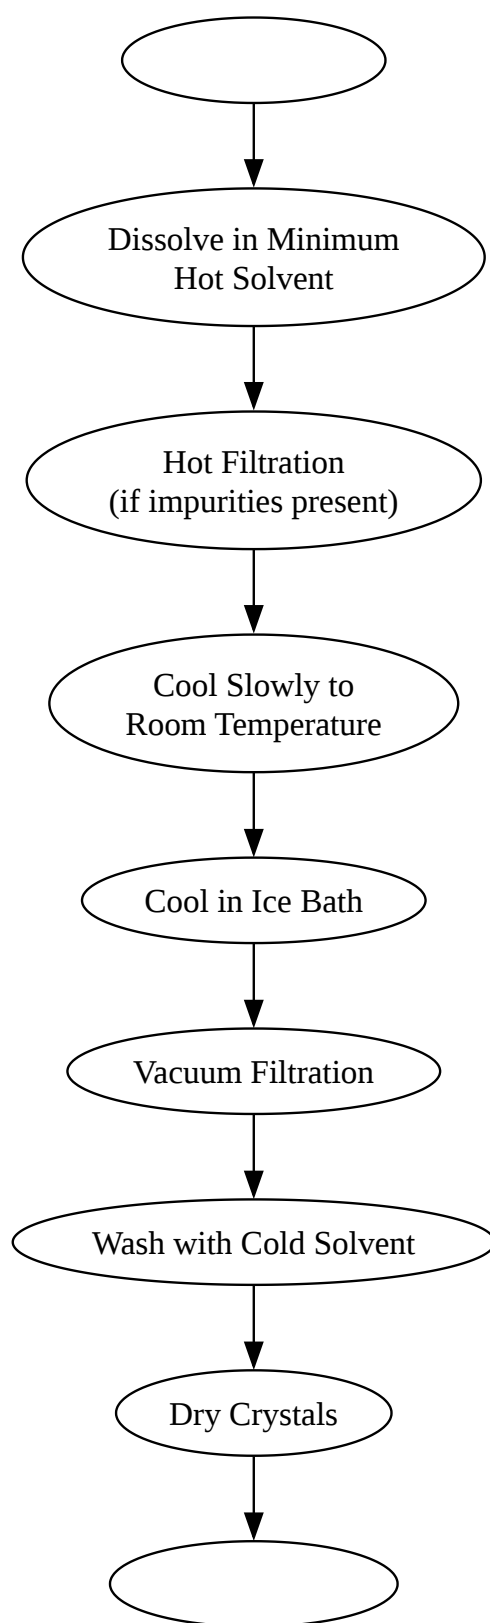 Dissolve in Minimum
Hot Solvent
Hot Filtration
(if impurities present)
Cool Slowly to
Room Temperature
Cool in Ice Bath
Vacuum Filtration
Wash with Cold Solvent
Dry Crystals